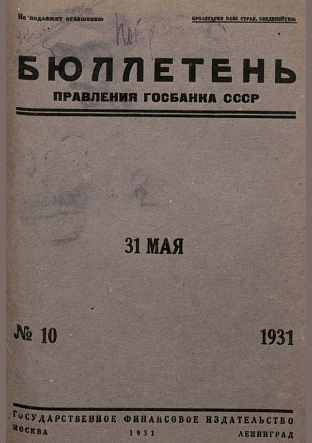 Не подлежит оглашению
ПРОЛЕТАРИИ ВСЕХ СТРАН, СОЕДИНЯЙТЕСЬ
БЮЛЛЕТЕНЬ
ПРАВЛЕНИЯ ГОСБАНКА СССР
2
31 МАЯ
№ 10 1931
ГОСУДАРСТВЕННОЕ ФИНАНСОВОЕ ИЗДАТЕЛЬСТВО
МОСКВА 1931 ЛЕНИНГРАД